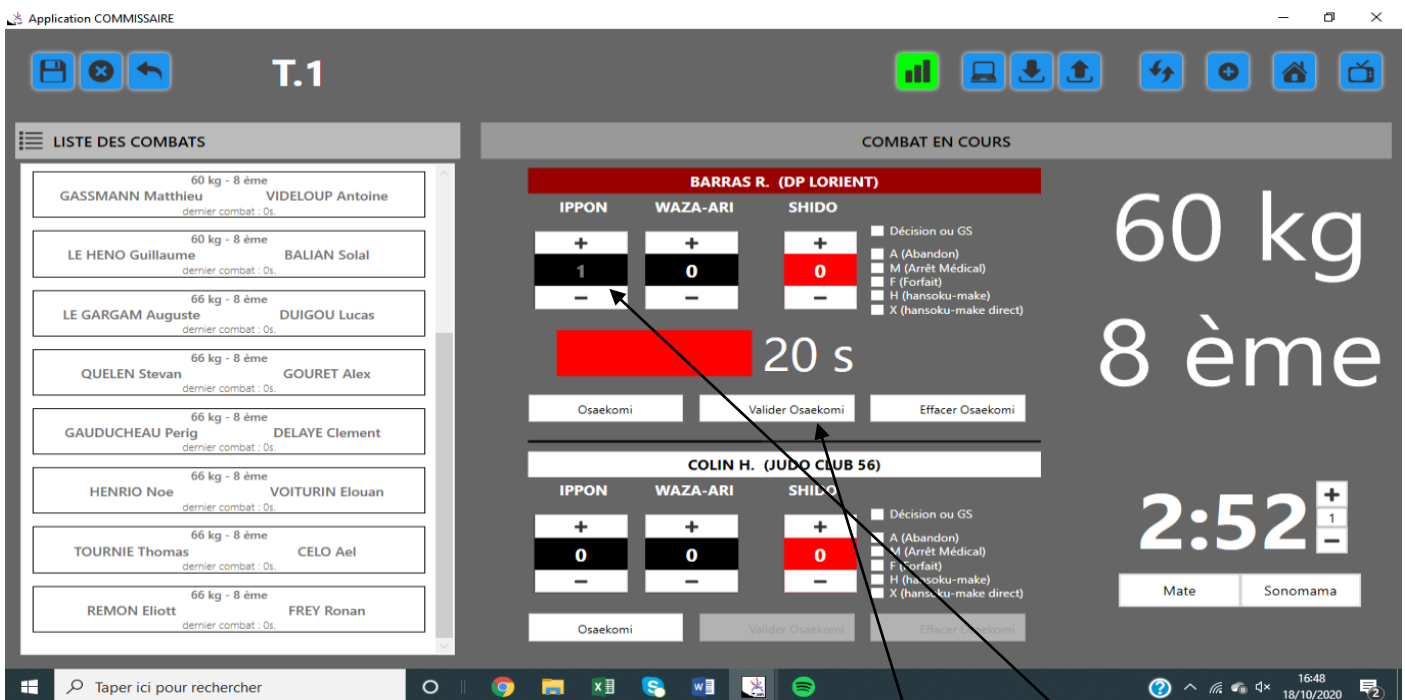 Application COMMISSAIRE
T.1
LISTE DES COMBATS
60 kg - 8 ème
GASSMANN Matthieu VIDELOUP Antoine
dernier combat : 0s.
60 kg - 8 ème
LE HENO Guillaume BALIAN Solal
dernier combat : 0s.
66 kg - 8 ème
LE GARGAM Auguste DUIGOU Lucas
dernier combat : 0s.
66 kg - 8 ème
QUELEN Stevan GOURET Alex
dernier combat : 0s.
66 kg - 8 ème
GAUDUCHEAU Perig DELAYE Clement
dernier combat : 0s.
66 kg - 8 ème
HENRIO Noe VOITURIN Elouan
dernier combat : 0s.
66 kg - 8 ème
TOURNIE Thomas CELO Ael
dernier combat : 0s.
66 kg - 8 ème
REMON Eliott FREY Ronan
dernier combat : 0s.
COMBAT EN COURS
BARRAS R. (DP LORIENT)
IPPON WAZA-ARI SHIDO
+ + +
1 0 0
− − −
Décision ou GS
A (Abandon)
M (Arrêt Médical)
F (Forfait)
H (hansoku-make)
X (hansoku-make direct)
20 s
Osaekomi Valider Osaekomi Effacer Osaekomi
COLIN H. (JUDO CLUB 56)
IPPON WAZA-ARI SHIDO
+ + +
0 0 0
− − −
Décision ou GS
A (Abandon)
M (Arrêt Médical)
F (Forfait)
H (hansoku-make)
X (hansoku-make direct)
Osaekomi Valider Osaekomi Effacer Osaekomi
60 kg
8 ème
2:52
+
1
−
Mate Sonomama
Taper ici pour rechercher
16:48
18/10/2020
2